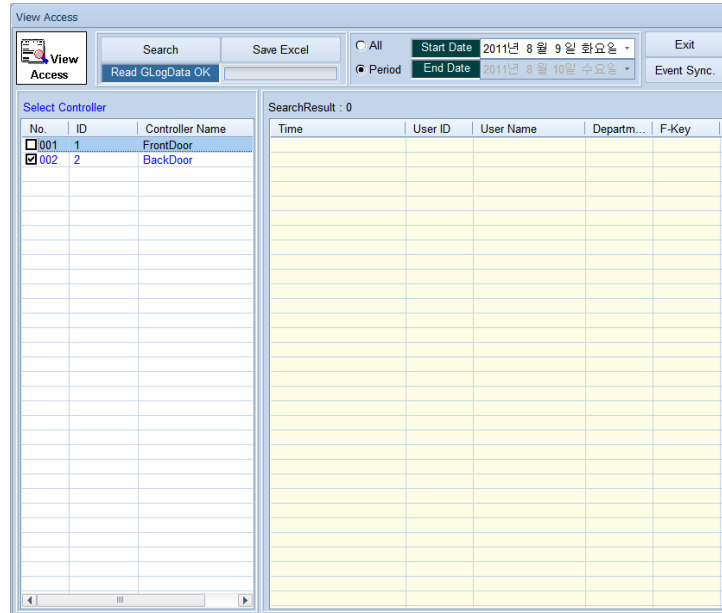 View Access
View
Access
Search
Save Excel
Read GLogData OK
All
Period
Start Date
2011년 8월 9일 화요일
End Date
2011년 8월 10일 수요일
Exit
Event Sync.
Select Controller
No. ID Controller Name
001 1 FrontDoor
002 2 BackDoor
SearchResult : 0
Time User ID User Name Departm... F-Key